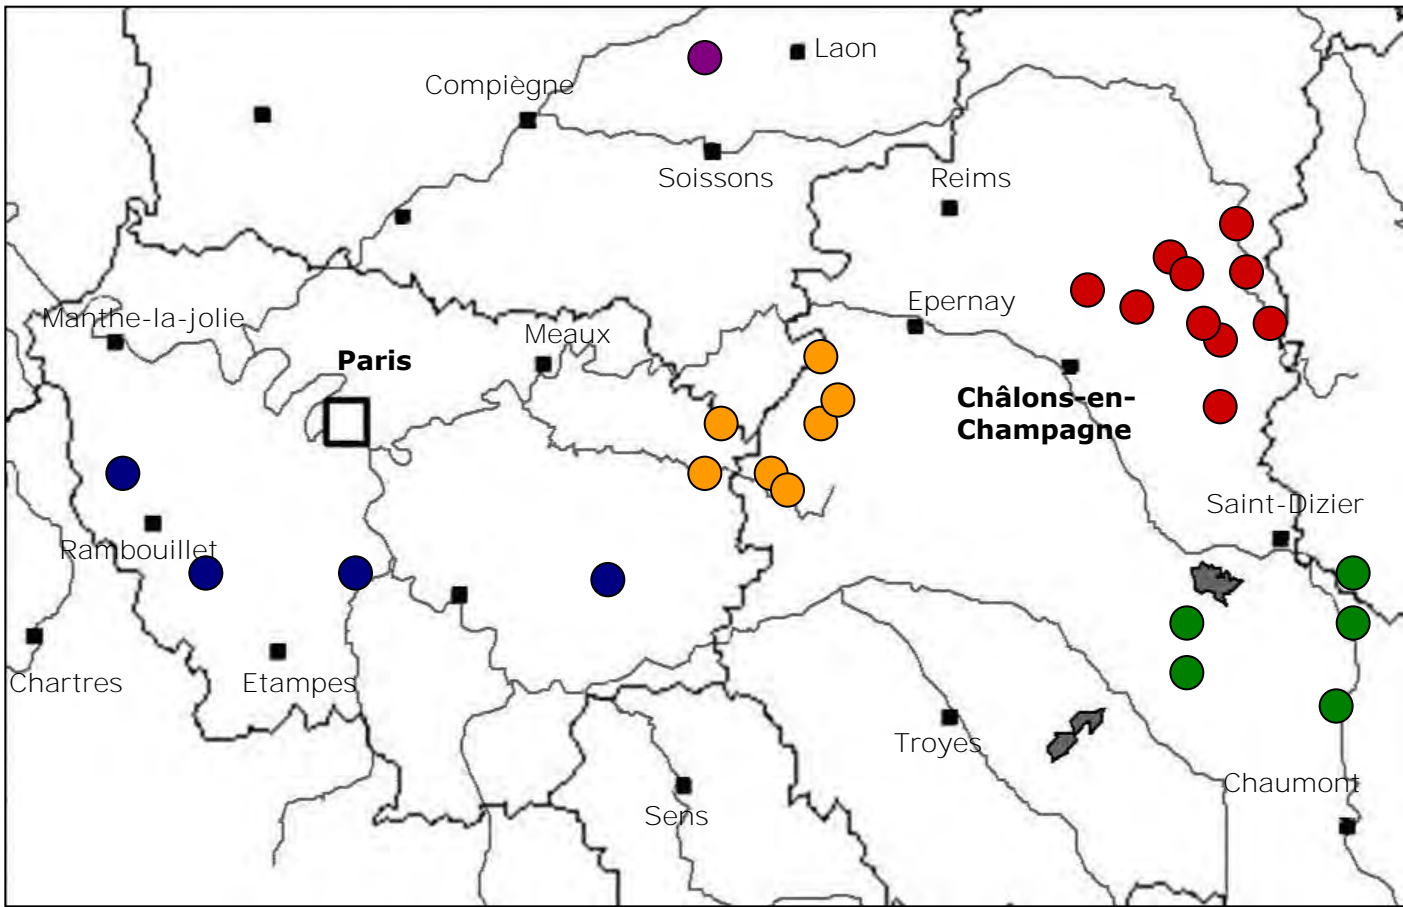 Laon
Compiègne
Soissons
Reims
Epernay
Manthe-la-jolie
Meaux
Paris
Châlons-en-
Champagne
Saint-Dizier
Rambouillet
Chartres
Etampes
Troyes
Chaumont
Sens